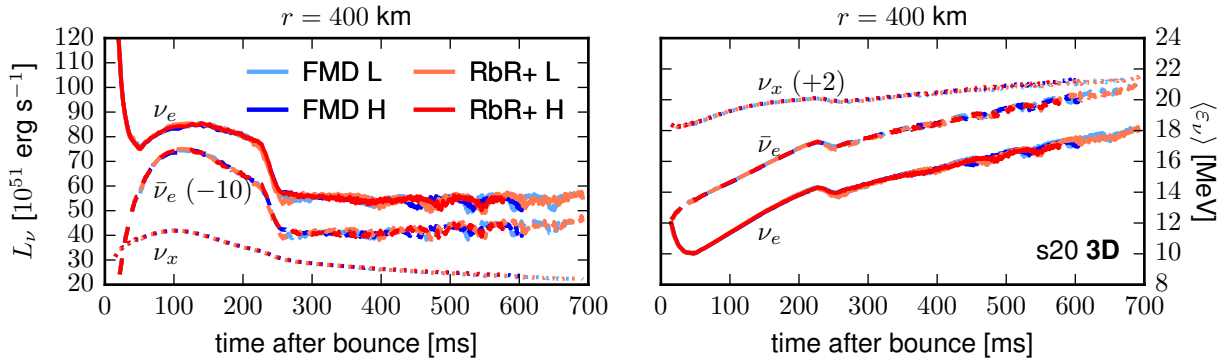 r = 400 km
r = 400 km
L_ν [10^51 erg s^−1]
120
110
100
90
80
70
60
50
40
30
20
FMD L
RbR+ L
FMD H
RbR+ H
ν_e
ν̄_e (−10)
ν_x
0 100 200 300 400 500 600 700
time after bounce [ms]
ν_x (+2)
ν̄_e
ν_e
s20 3D
24
22
20
18
16
14
12
10
8
⟨ε_ν⟩ [MeV]
0 100 200 300 400 500 600 700
time after bounce [ms]